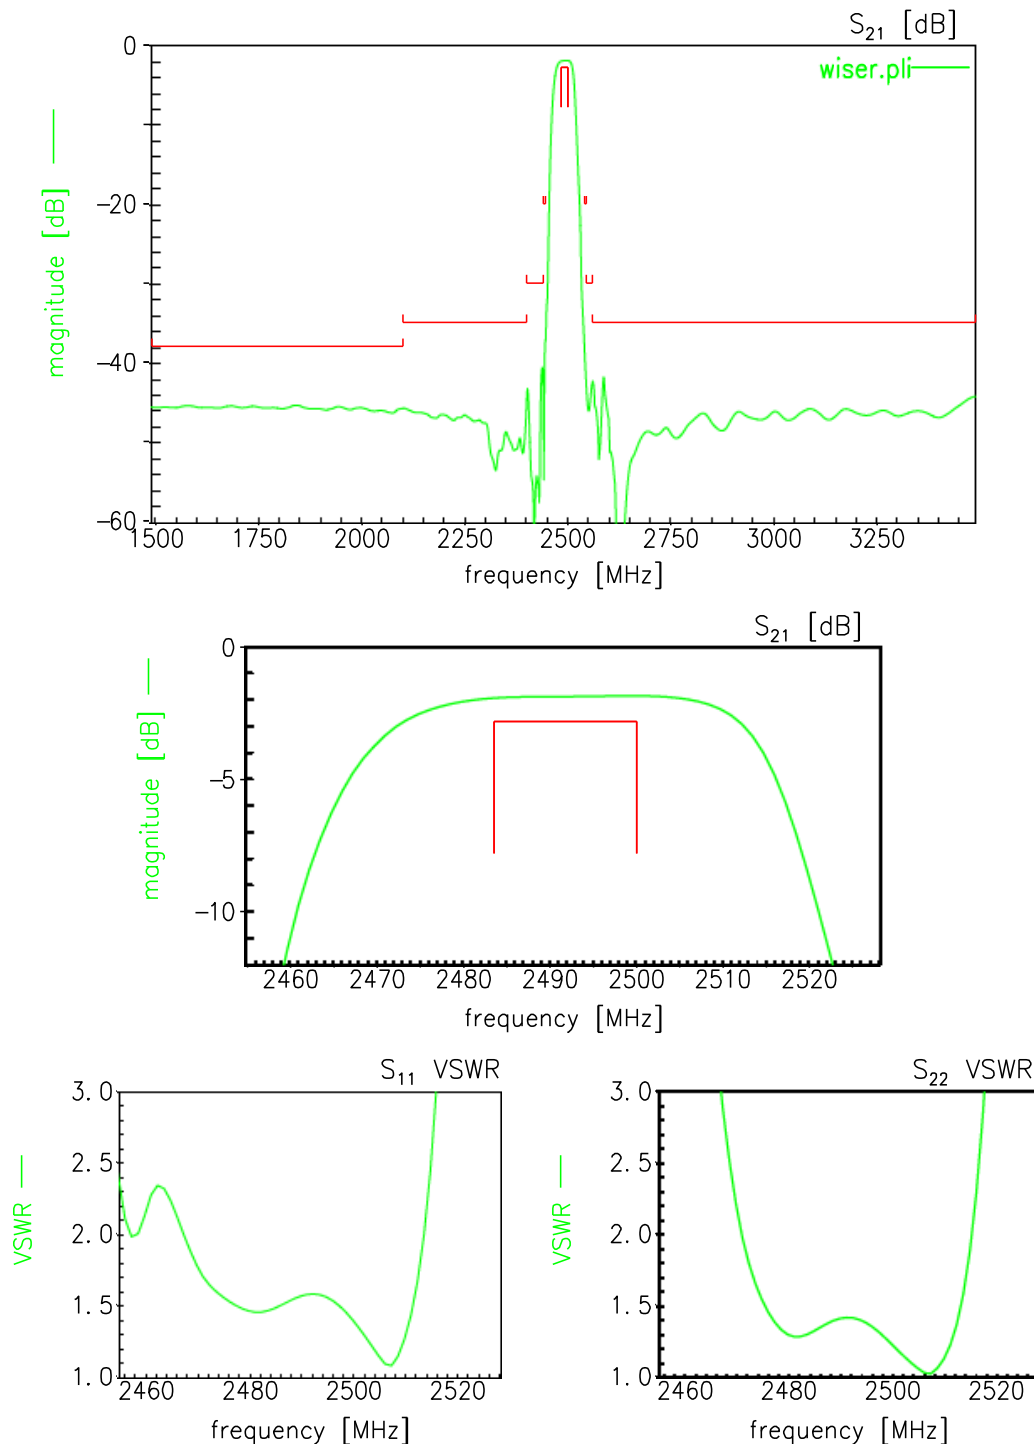 S21 [dB]
wiser.pli
magnitude [dB]
0
−20
−40
−60
1500 1750 2000 2250 2500 2750 3000 3250
frequency [MHz]
S21 [dB]
magnitude [dB]
0
−5
−10
2460 2470 2480 2490 2500 2510 2520
frequency [MHz]
S11 VSWR
VSWR
3.0
2.5
2.0
1.5
1.0
2460 2480 2500 2520
frequency [MHz]
S22 VSWR
VSWR
3.0
2.5
2.0
1.5
1.0
2460 2480 2500 2520
frequency [MHz]